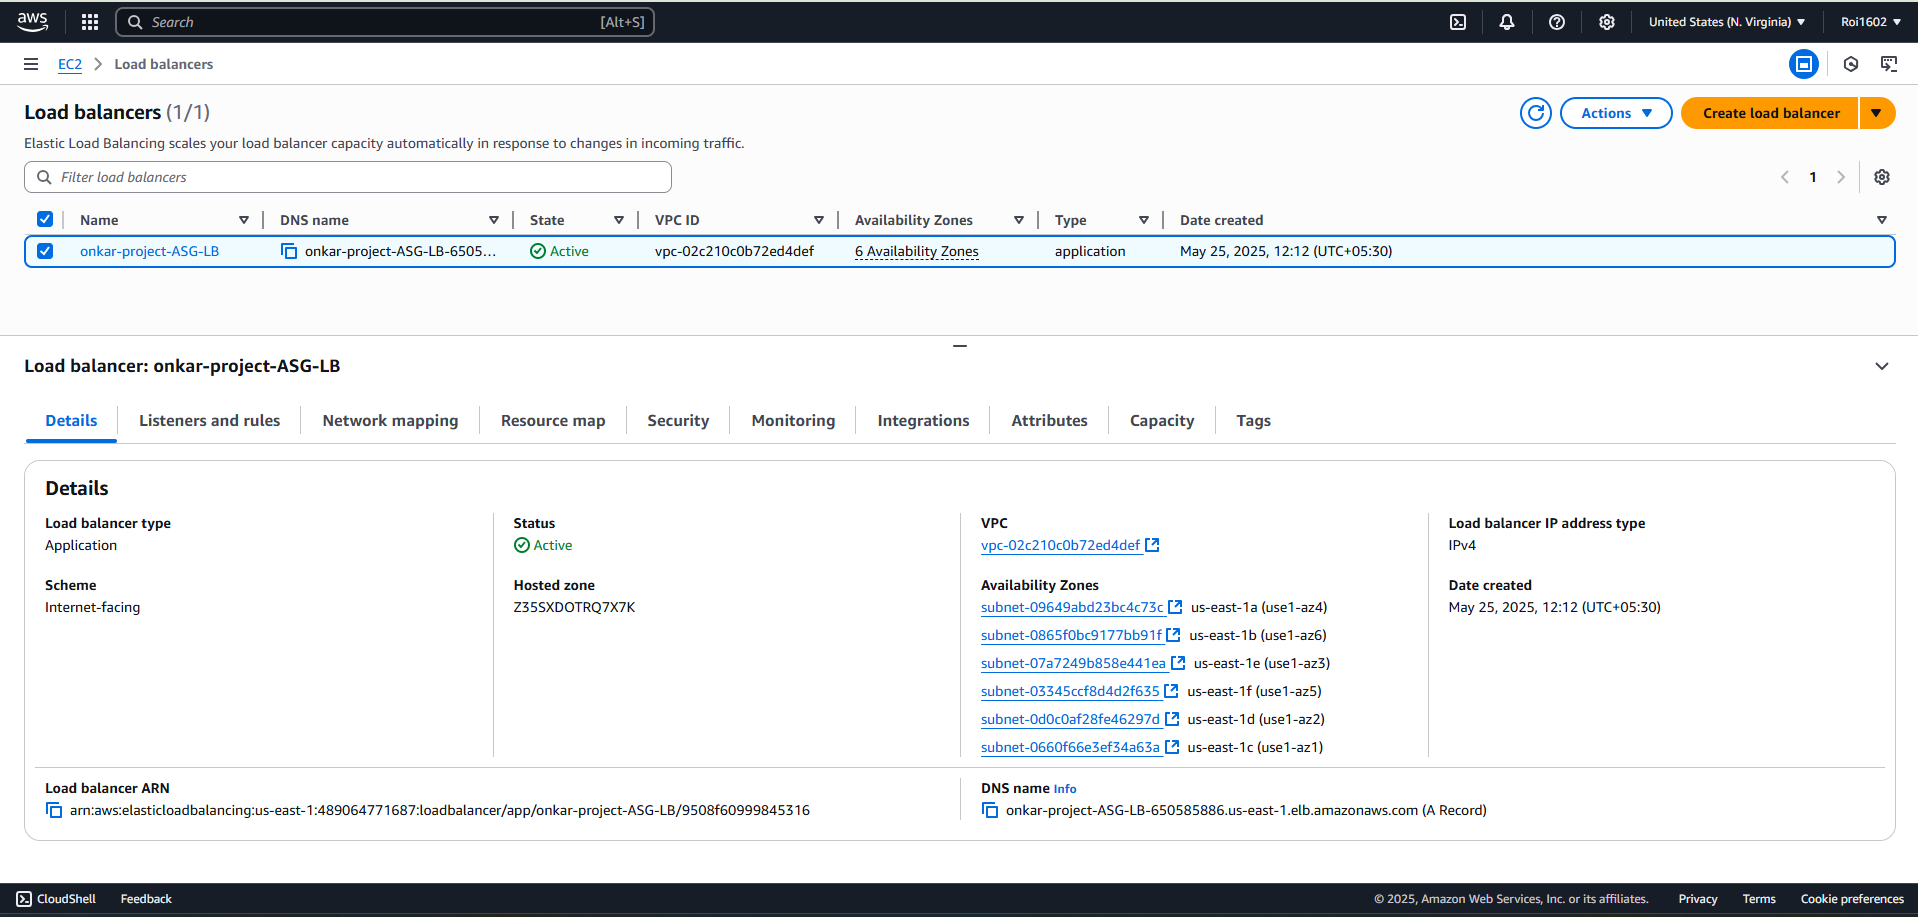 aws Search [Alt+S] United States (N. Virginia) Roi1602
EC2 Load balancers
Load balancers (1/1) Actions Create load balancer
Elastic Load Balancing scales your load balancer capacity automatically in response to changes in incoming traffic.
Filter load balancers 1
Name DNS name State VPC ID Availability Zones Type Date created
onkar-project-ASG-LB onkar-project-ASG-LB-6505... Active vpc-02c210c0b72ed4def 6 Availability Zones application May 25, 2025, 12:12 (UTC+05:30)
Load balancer: onkar-project-ASG-LB
Details Listeners and rules Network mapping Resource map Security Monitoring Integrations Attributes Capacity Tags
Details
Load balancer type Status VPC Load balancer IP address type
Application Active vpc-02c210c0b72ed4def IPv4
Scheme Hosted zone Availability Zones Date created
Internet-facing Z35SXDOTRQ7X7K subnet-09649abd23bc4c73c us-east-1a (use1-az4) May 25, 2025, 12:12 (UTC+05:30)
subnet-0865f0bc9177bb91f us-east-1b (use1-az6)
subnet-07a7249b858e441ea us-east-1e (use1-az3)
subnet-03345ccf8d4d2f635 us-east-1f (use1-az5)
subnet-0d0c0af28fe46297d us-east-1d (use1-az2)
subnet-0660f66e3ef34a63a us-east-1c (use1-az1)
Load balancer ARN DNS name Info
arn:aws:elasticloadbalancing:us-east-1:489064771687:loadbalancer/app/onkar-project-ASG-LB/9508f60999845316 onkar-project-ASG-LB-650585886.us-east-1.elb.amazonaws.com (A Record)
CloudShell Feedback © 2025, Amazon Web Services, Inc. or its affiliates. Privacy Terms Cookie preferences